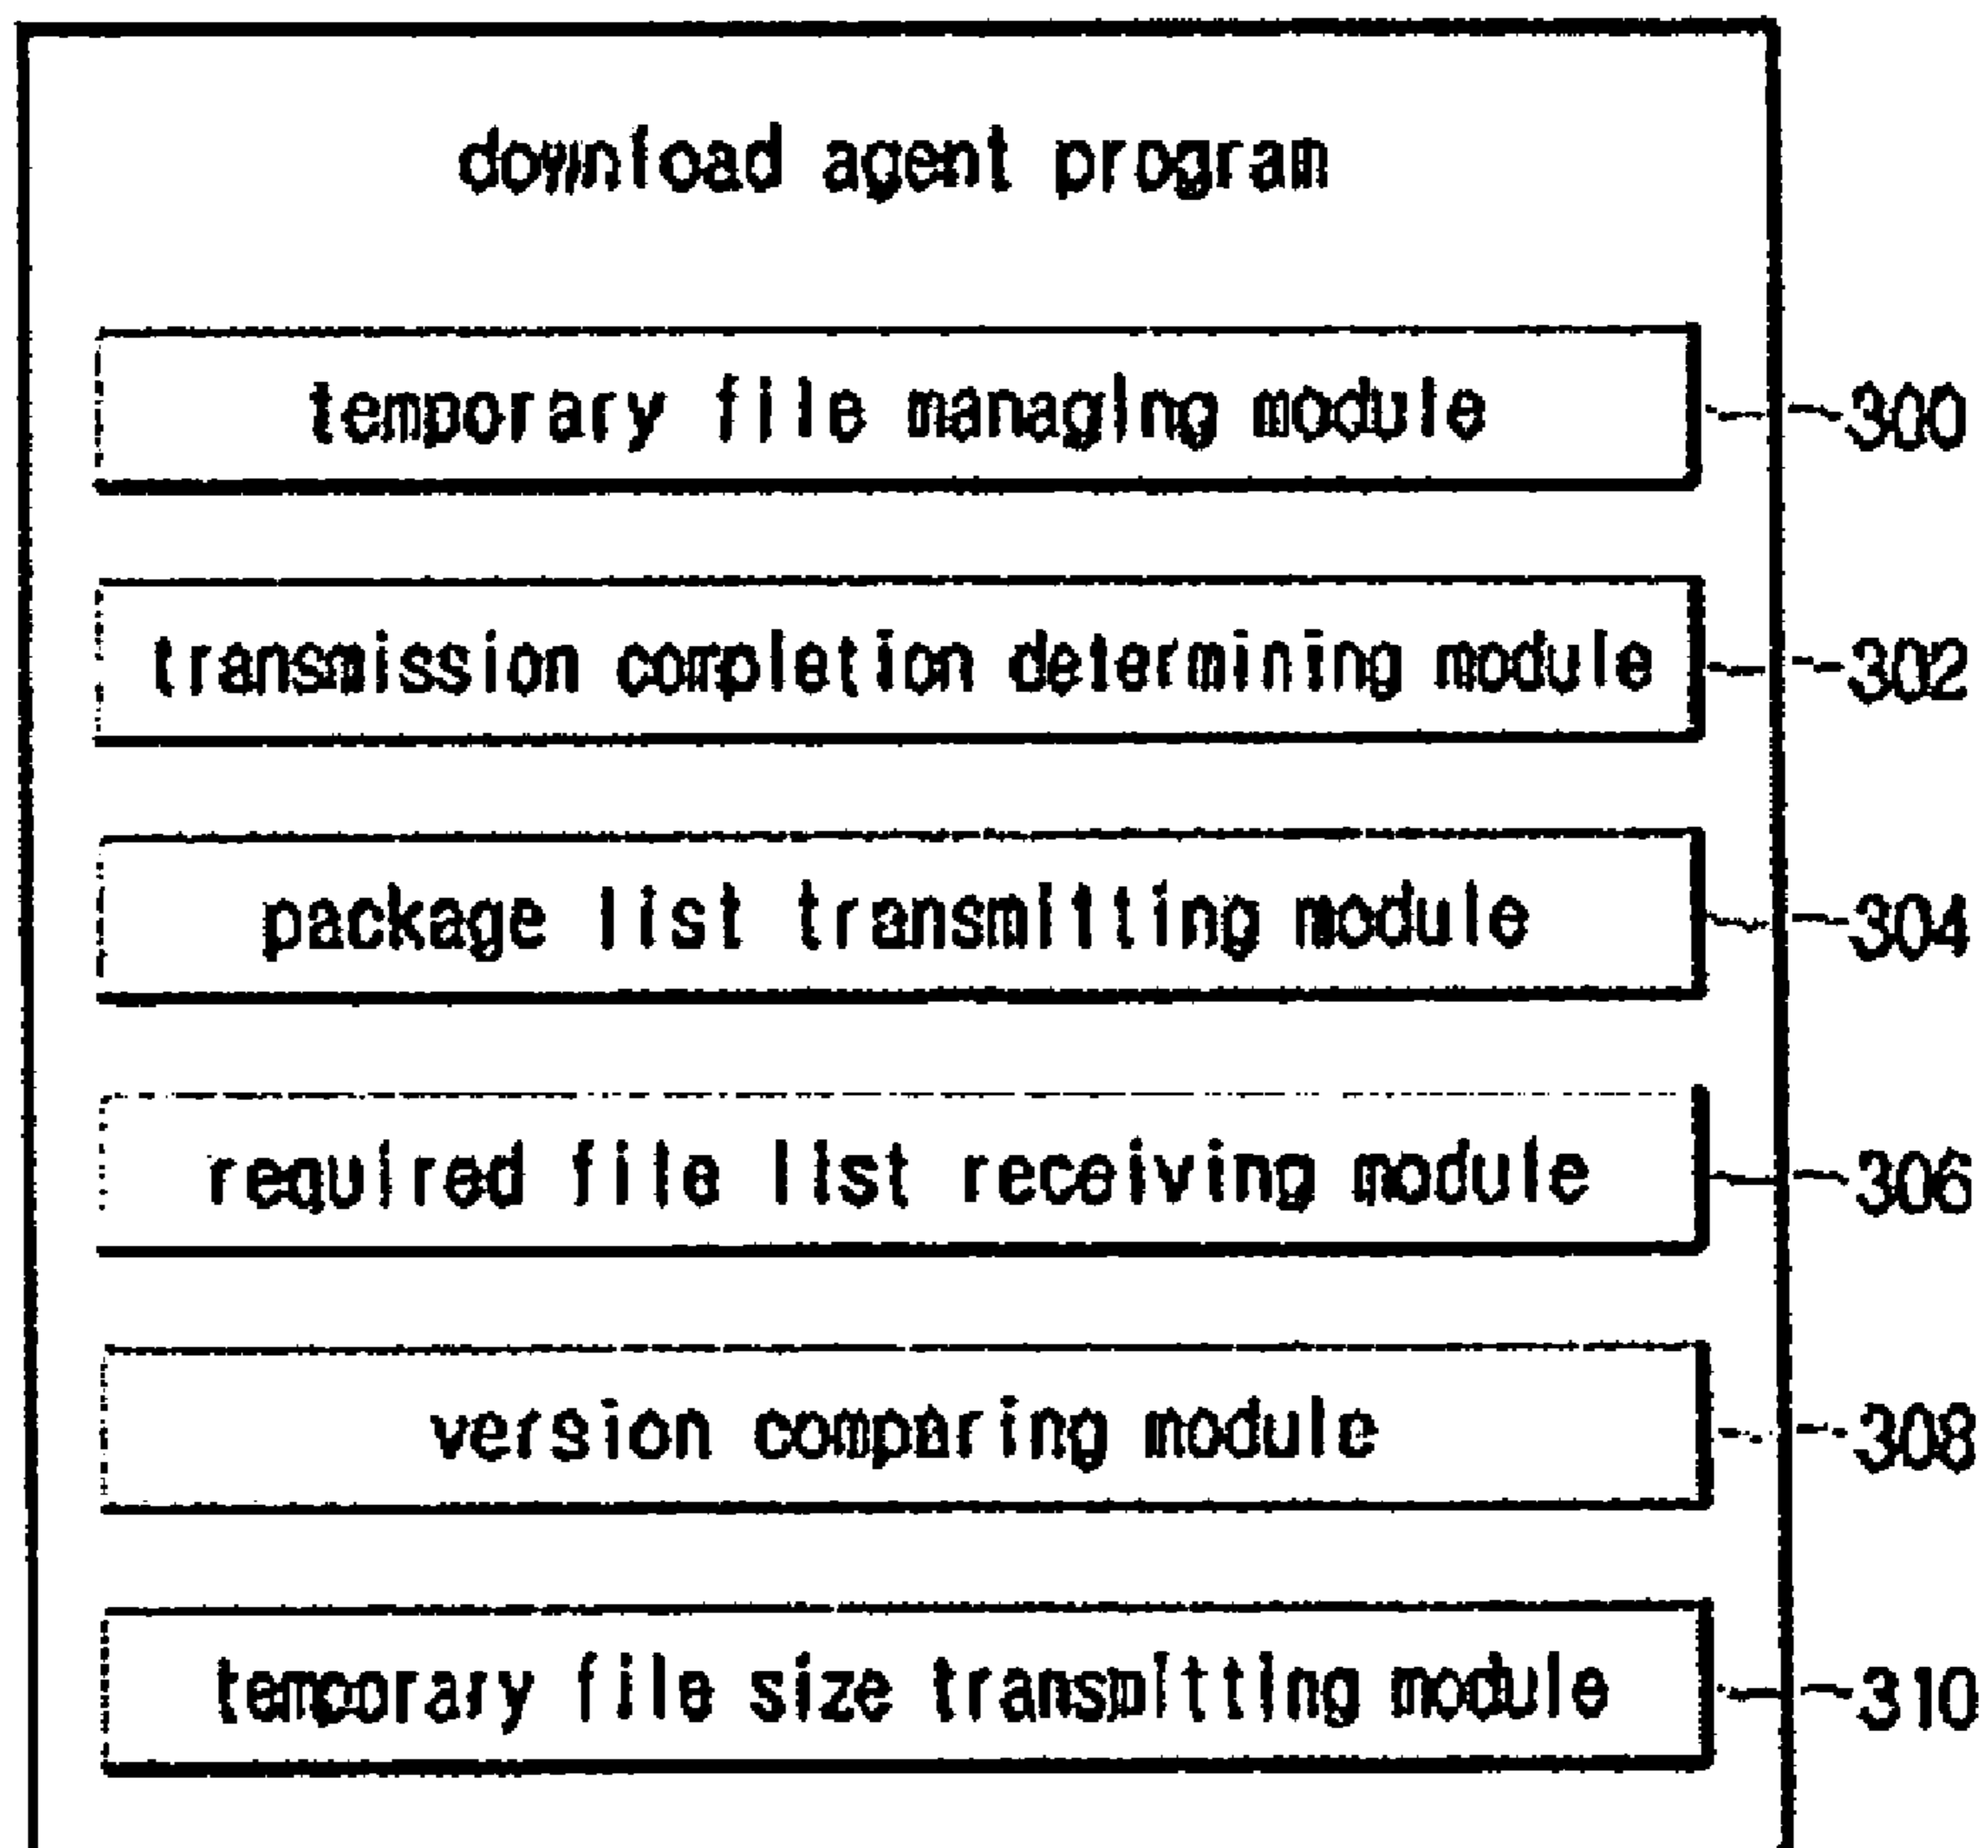 download agent program
temporary file managing module
300
transmission completion determining module
302
package list transmitting module
304
required file list receiving module
306
version comparing module
308
temporary file size transmitting module
310